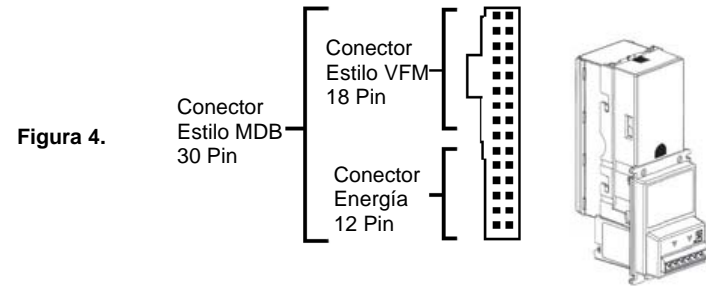 Figura 4.
Conector
Estilo MDB
30 Pin
Conector
Estilo VFM
18 Pin
Conector
Energía
12 Pin